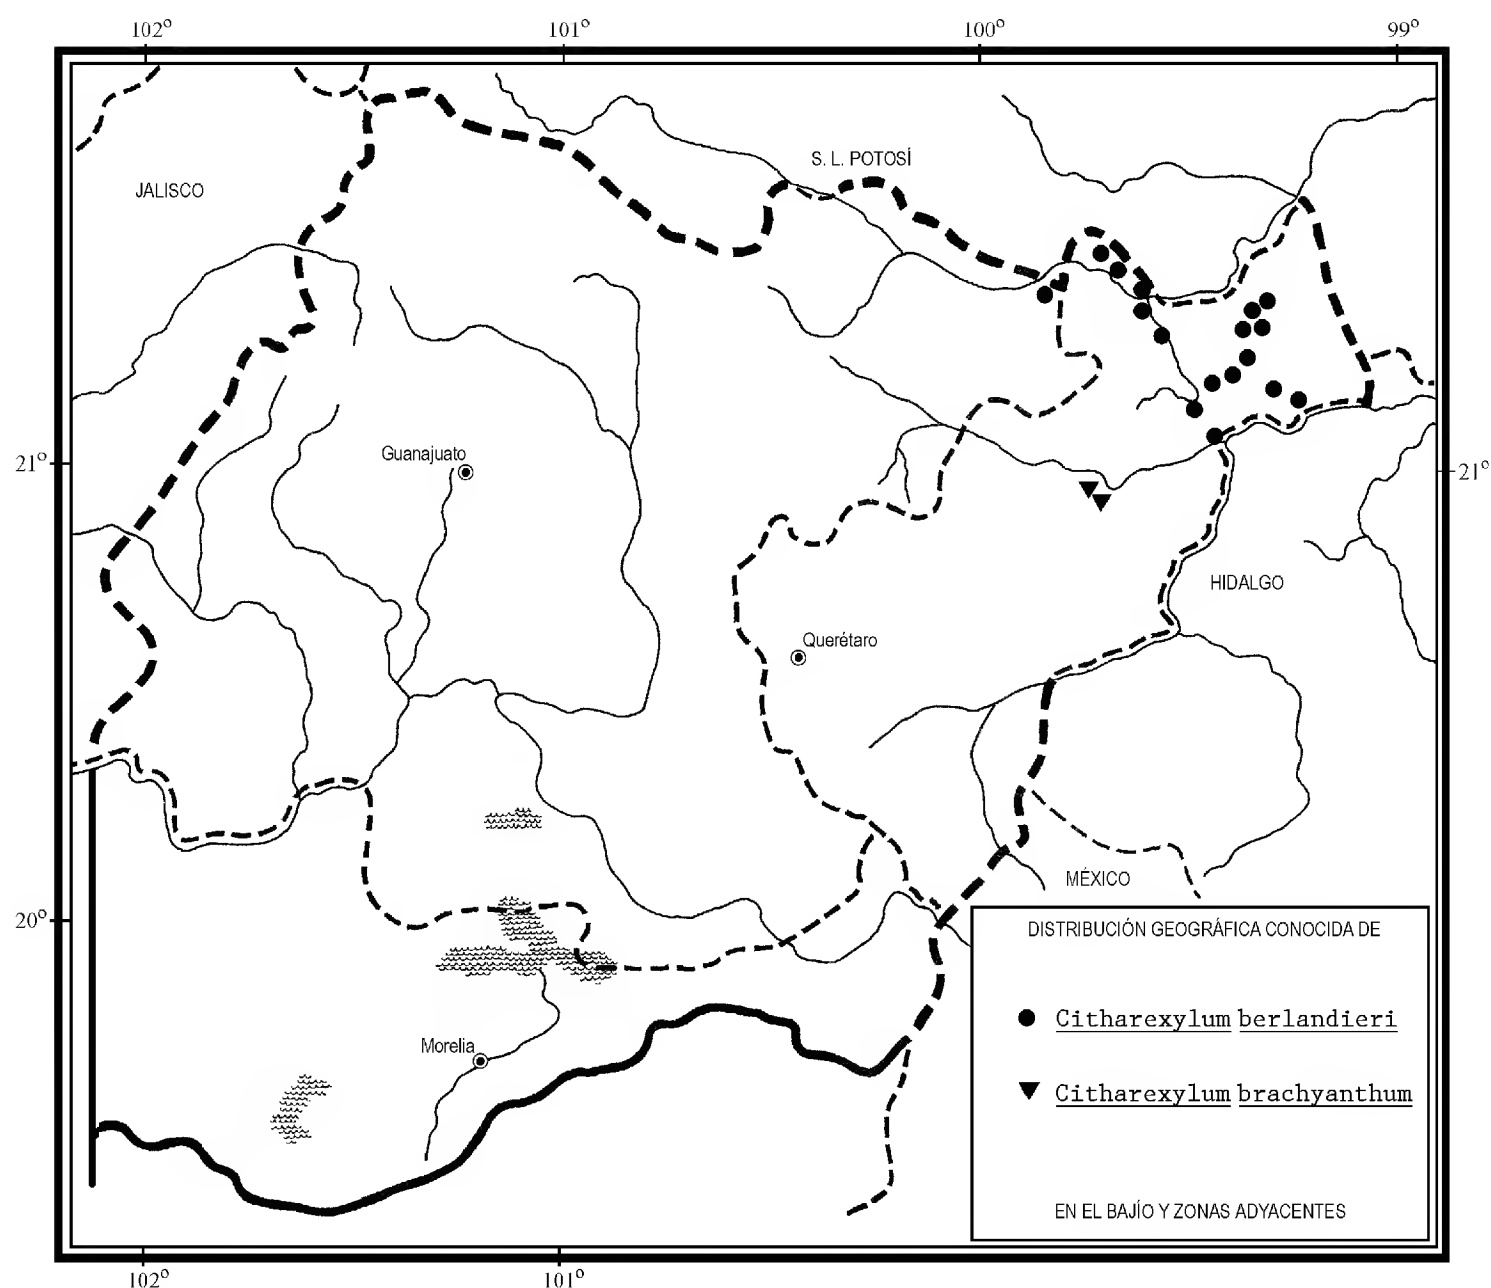 102° 101° 100° 99°
S. L. POTOSÍ
JALISCO
Guanajuato
21° 21°
HIDALGO
Querétaro
MÉXICO
20°
DISTRIBUCIÓN GEOGRÁFICA CONOCIDA DE
Citharexylum berlandieri
Morelia
Citharexylum brachyanthum
EN EL BAJÍO Y ZONAS ADYACENTES
102° 101°